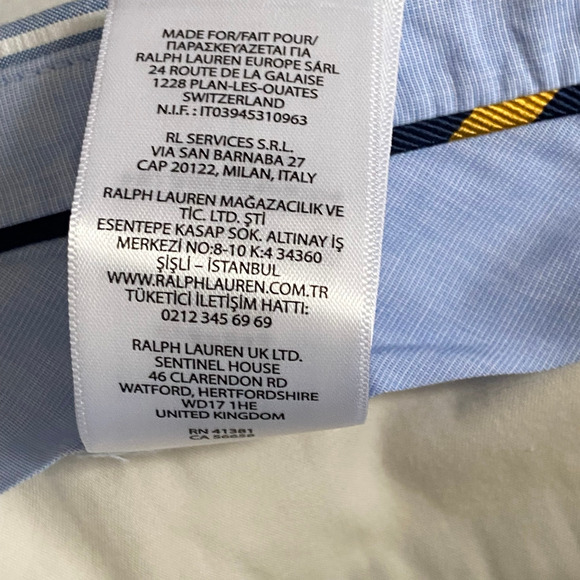 MADE FOR/FAIT POUR/
ΠΑΡΑΣΚΕΥΑΖΕΤΑΙ ΓΙΑ
RALPH LAUREN EUROPE SÁRL
24 ROUTE DE LA GALAISE
1228 PLAN-LES-OUATES
SWITZERLAND
N.I.F. : IT03945310963
RL SERVICES S.R.L.
VIA SAN BARNABA 27
CAP 20122, MILAN, ITALY
RALPH LAUREN MAĞAZACILIK VE
TİC. LTD. ŞTİ
ESENTEPE KASAP SOK. ALTINAY İŞ
MERKEZİ NO:8-10 K:4 34360
ŞİŞLİ – İSTANBUL
WWW.RALPHLAUREN.COM.TR
TÜKETİCİ İLETİŞİM HATTI:
0212 345 69 69
RALPH LAUREN UK LTD.
SENTINEL HOUSE
46 CLARENDON RD
WATFORD, HERTFORDSHIRE
WD17 1HE
UNITED KINGDOM
RN 41381
CA 56656